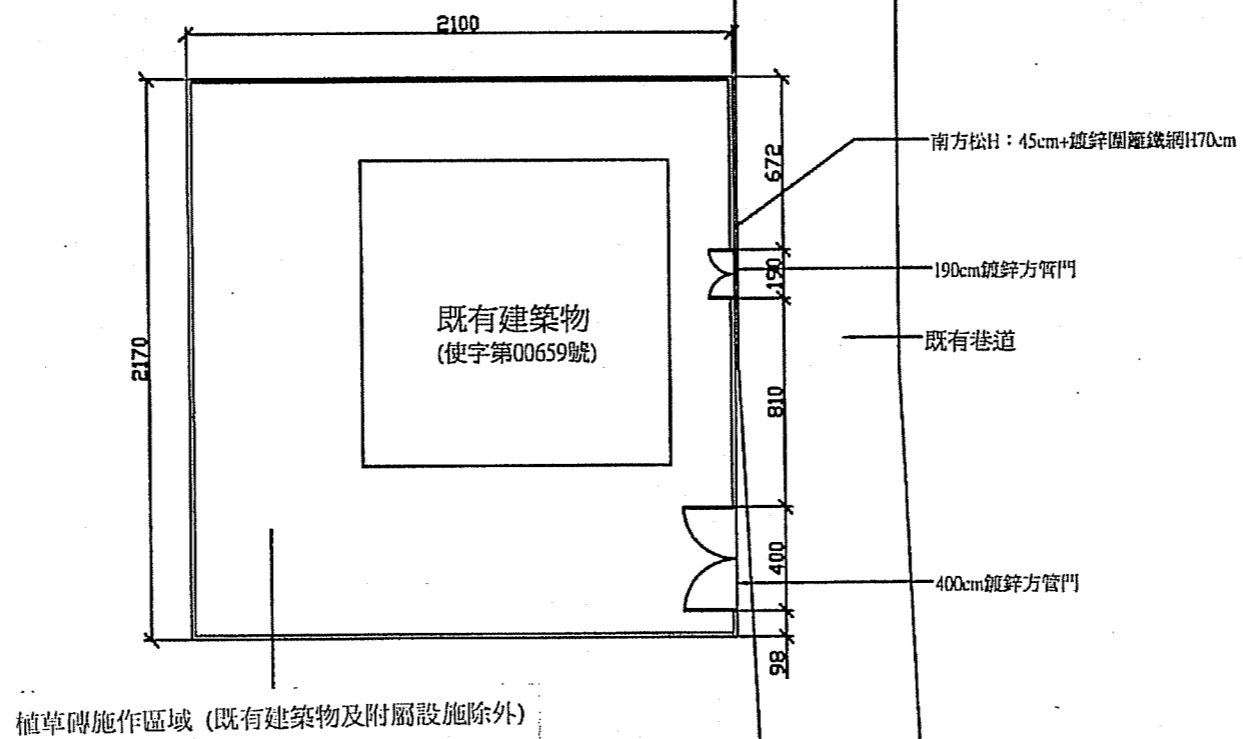 2100
2170
672
190
810
400
98
南方松H：45cm+鍍鋅圍籬鐵網H70cm
190cm鍍鋅方管門
既有巷道
既有建築物
(使字第00659號)
400cm鍍鋅方管門
植草磚施作區域 (既有建築物及附屬設施除外)